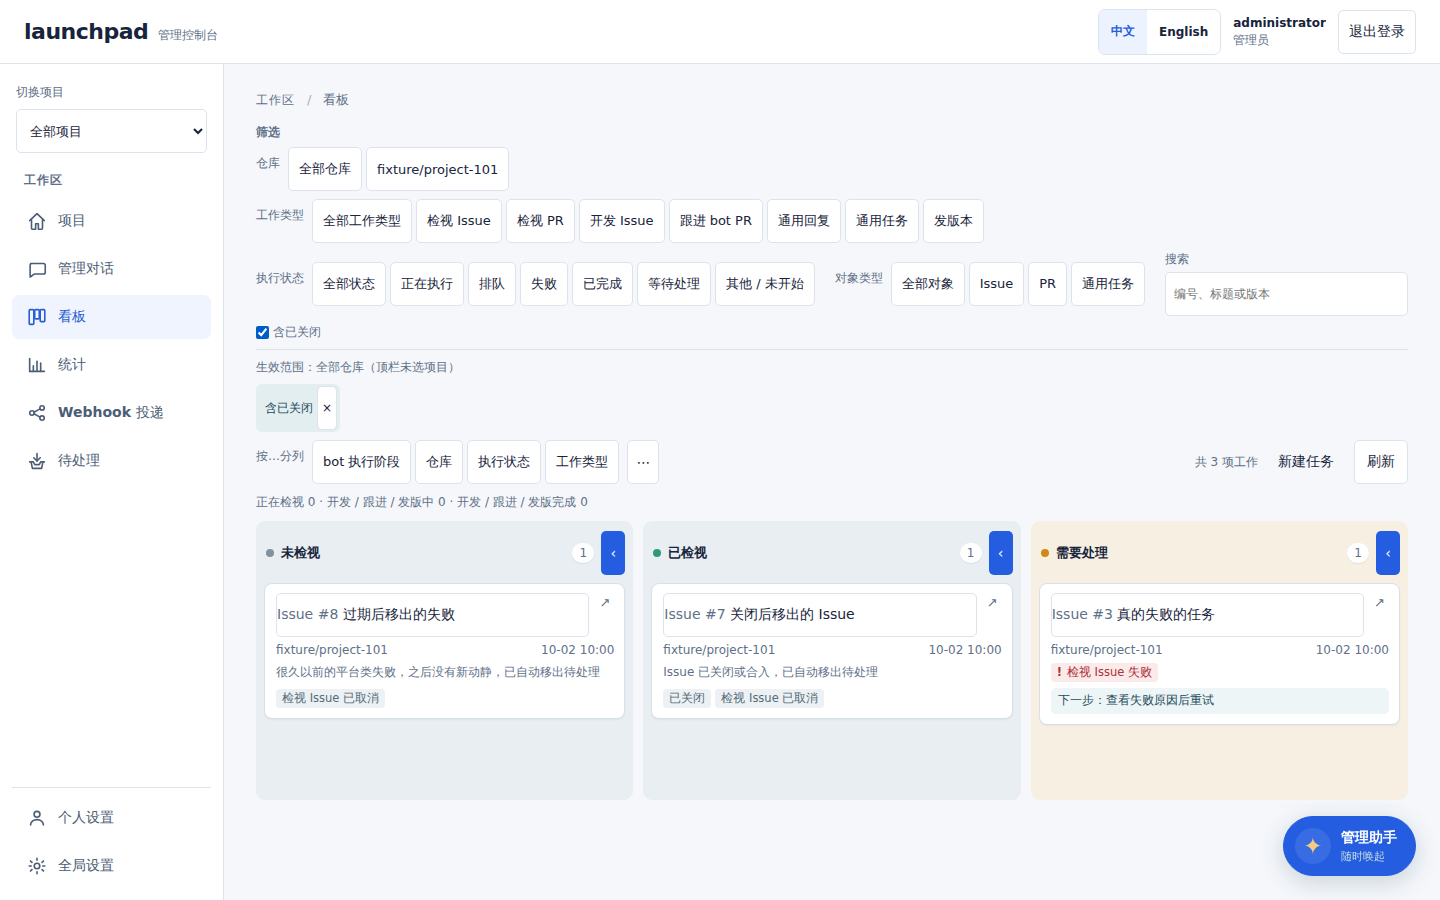 launchpad 管理控制台
中文 English
administrator
管理员
退出登录
切换项目
全部项目
工作区
项目
管理对话
看板
统计
Webhook 投递
待处理
个人设置
全局设置
工作区 / 看板
筛选
仓库 全部仓库 fixture/project-101
工作类型 全部工作类型 检视 Issue 检视 PR 开发 Issue 跟进 bot PR 通用回复 通用任务 发版本
执行状态 全部状态 正在执行 排队 失败 已完成 等待处理 其他 / 未开始 对象类型 全部对象 Issue PR 通用任务
搜索
编号、标题或版本
含已关闭
生效范围：全部仓库（顶栏未选项目）
含已关闭 ×
按…分列 bot 执行阶段 仓库 执行状态 工作类型 ⋯ 共 3 项工作 新建任务 刷新
正在检视 0 · 开发 / 跟进 / 发版中 0 · 开发 / 跟进 / 发版完成 0
未检视 1 ‹
Issue #8 过期后移出的失败 ↗
fixture/project-101 10-02 10:00
很久以前的平台类失败，之后没有新动静，已自动移出待处理
检视 Issue 已取消
已检视 1 ‹
Issue #7 关闭后移出的 Issue ↗
fixture/project-101 10-02 10:00
Issue 已关闭或合入，已自动移出待处理
已关闭 检视 Issue 已取消
需要处理 1 ‹
Issue #3 真的失败的任务 ↗
fixture/project-101 10-02 10:00
! 检视 Issue 失败
下一步：查看失败原因后重试
管理助手
随时唤起